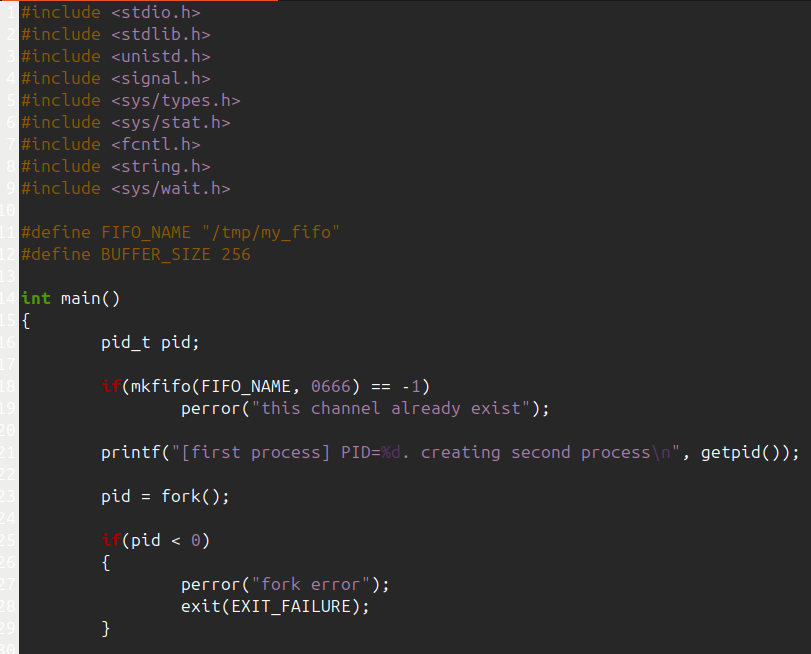 1 #include <stdio.h>
2 #include <stdlib.h>
3 #include <unistd.h>
4 #include <signal.h>
5 #include <sys/types.h>
6 #include <sys/stat.h>
7 #include <fcntl.h>
8 #include <string.h>
9 #include <sys/wait.h>
10
11 #define FIFO_NAME "/tmp/my_fifo"
12 #define BUFFER_SIZE 256
13
14 int main()
15 {
16         pid_t pid;
17
18         if(mkfifo(FIFO_NAME, 0666) == -1)
19                 perror("this channel already exist");
20
21         printf("[first process] PID=%d. creating second process\n", getpid());
22
23         pid = fork();
24
25         if(pid < 0)
26         {
27                 perror("fork error");
28                 exit(EXIT_FAILURE);
29         }
30